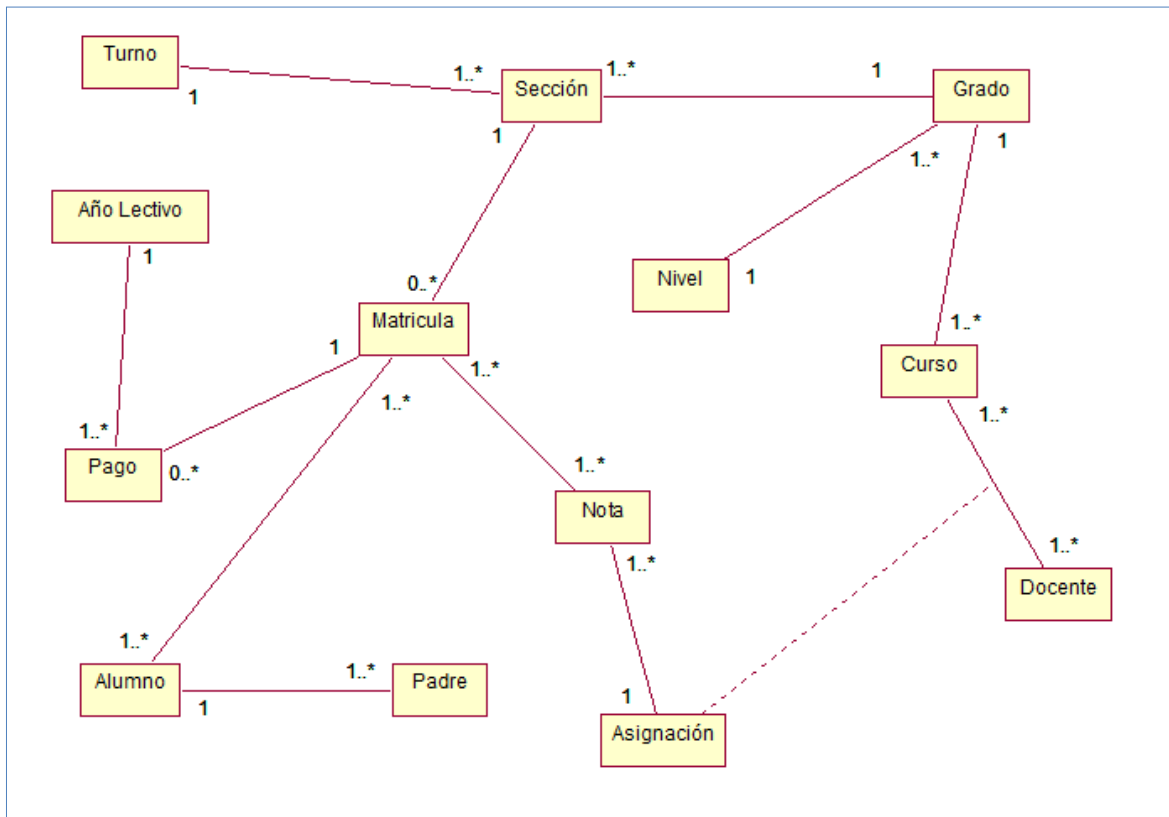 Turno
1
1..*
Sección
1..*
1
1
Grado
1..*
1
Año Lectivo
1
Nivel
1
0..*
Matricula
1
1..*
1..*
1..*
Curso
1..*
1..*
Pago
0..*
1..*
Nota
1..*
1..*
Docente
1..*
Alumno
1
1..*
Padre
1
Asignación